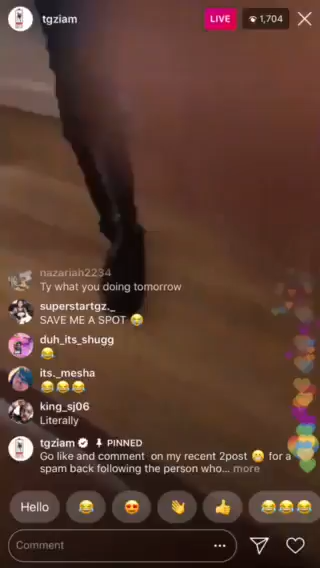 tgziam
LIVE
1,704
nazariah2234
Ty what you doing tomorrow
superstartgz._
SAVE ME A SPOT 😂
duh_its_shugg
😂
its._mesha
😂😂😂
king_sj06
Literally
tgziam PINNED
Go like and comment on my recent 2post 🤭 for a
spam back following the person who... more
Hello 😂 😍 👋 👍 😂😂😂
Comment